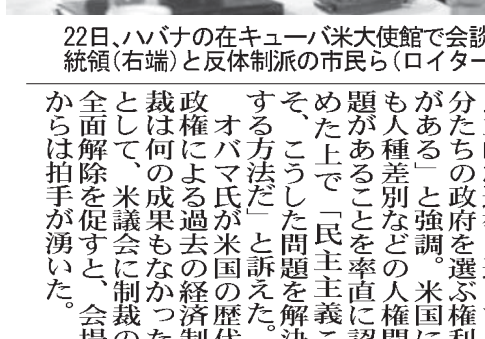 22日、ハバナの在キューバ米大使館で会談
統領(右端)と反体制派の市民ら(ロイター
分たちの政府を選ぶ権利
がある」と強調。米国に
も人種差別などの人権問
題があることを率直に認
めた上で「民主主義こ
そ、こうした問題を解決
する方法だ」と訴えた。
オバマ氏が米国の歴代
政権による過去の経済制
裁は何の成果もなかった
として、米議会に制裁の
全面解除を促すと、会場
からは拍手が湧いた。